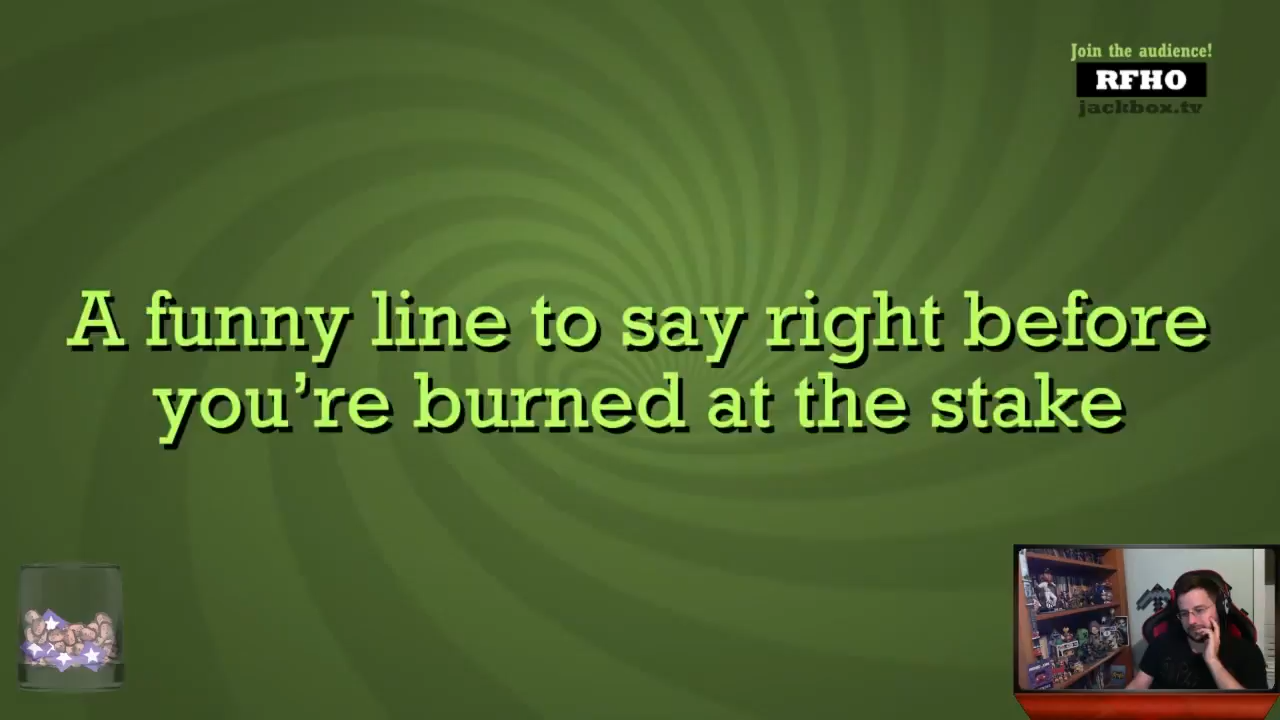 Join the audience!
RFHO
jackbox.tv
A funny line to say right before
you’re burned at the stake